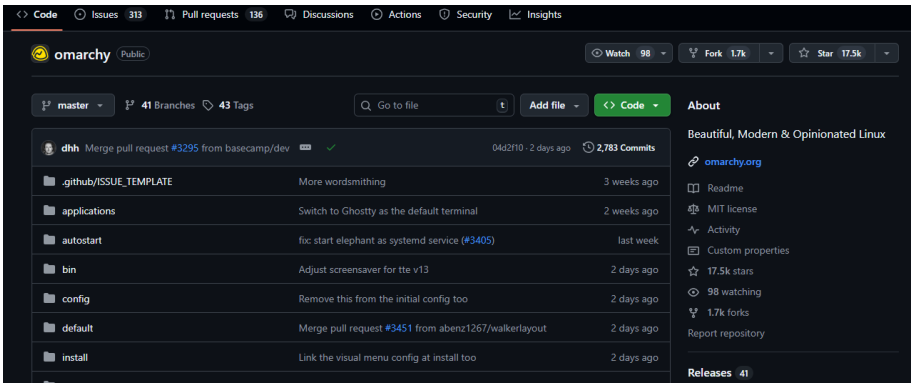 Code Issues 313 Pull requests 136 Discussions Actions Security Insights
omarchy Public Watch 98 Fork 1.7k Star 17.5k
master 41 Branches 43 Tags Go to file t Add file Code
dhh Merge pull request #3295 from basecamp/dev 04d2f10 · 2 days ago 2,783 Commits
.github/ISSUE_TEMPLATE More wordsmithing 3 weeks ago
applications Switch to Ghostty as the default terminal 2 weeks ago
autostart fix: start elephant as systemd service (#3405) last week
bin Adjust screensaver for tte v13 2 days ago
config Remove this from the initial config too 2 days ago
default Merge pull request #3451 from abenz1267/walkerlayout 2 days ago
install Link the visual menu config at install too 2 days ago
About
Beautiful, Modern & Opinionated Linux
omarchy.org
Readme
MIT license
Activity
Custom properties
17.5k stars
98 watching
1.7k forks
Report repository
Releases 41